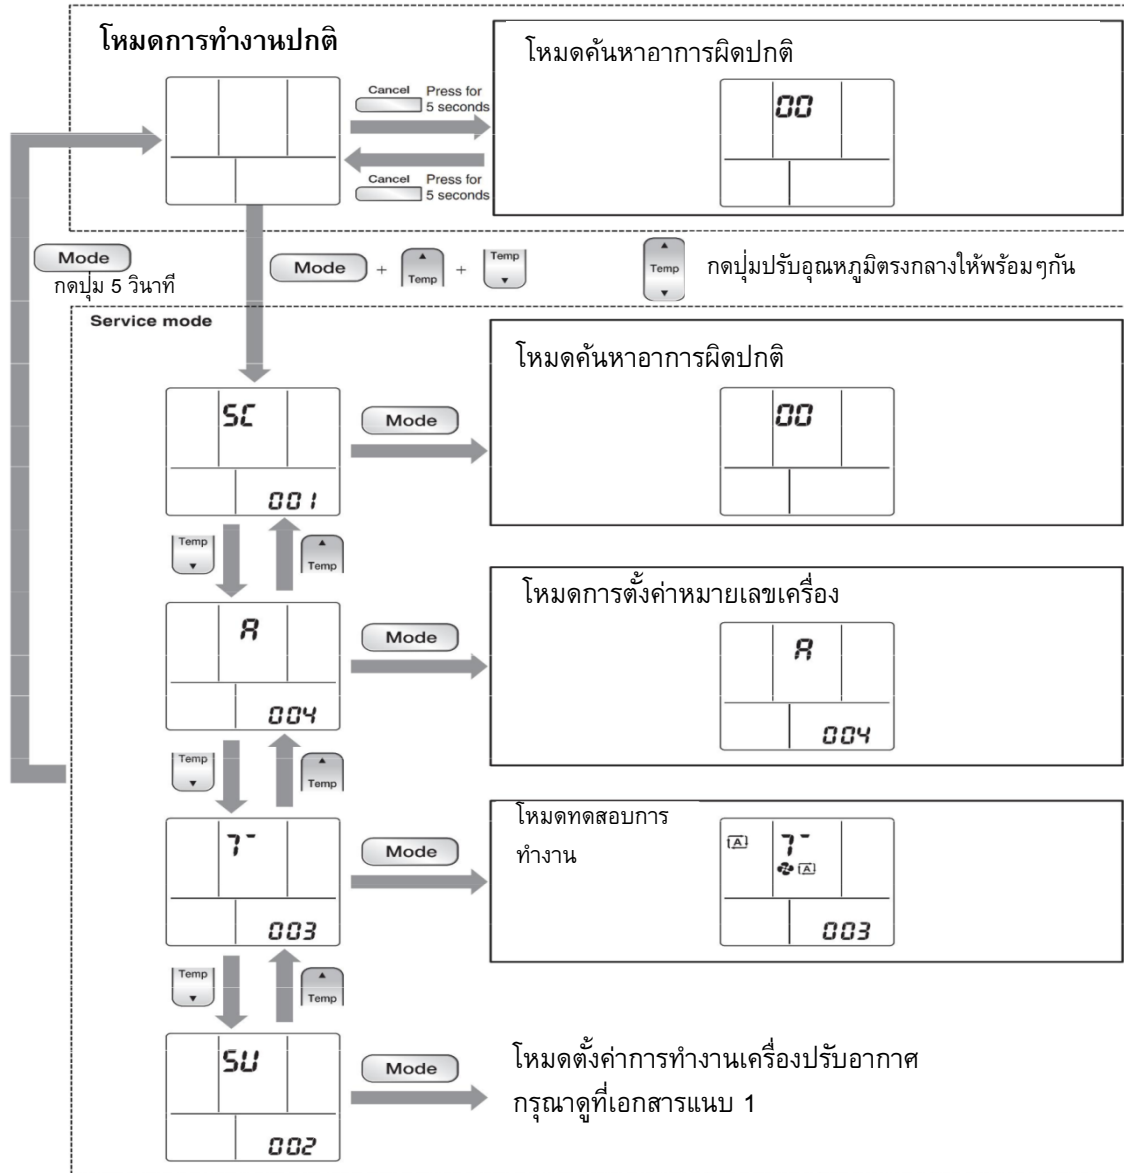 โหมดการทำงานปกติ
โหมดค้นหาอาการผิดปกติ
Cancel Press for
5 seconds
00
Cancel Press for
5 seconds
Mode
กดปุ่ม 5 วินาที
Mode + ▲ Temp + Temp ▼
▲
Temp
▼
กดปุ่มปรับอุณหภูมิตรงกลางให้พร้อมๆกัน
Service mode
โหมดค้นหาอาการผิดปกติ
SC
001
Mode
00
Temp
▼
▲
Temp
โหมดการตั้งค่าหมายเลขเครื่อง
A
004
Mode
A
004
Temp
▼
▲
Temp
โหมดทดสอบการ
ทำงาน
7-
003
Mode
A 7-
A
003
Temp
▼
▲
Temp
SU
002
Mode
โหมดตั้งค่าการทำงานเครื่องปรับอากาศ
กรุณาดูที่เอกสารแนบ 1